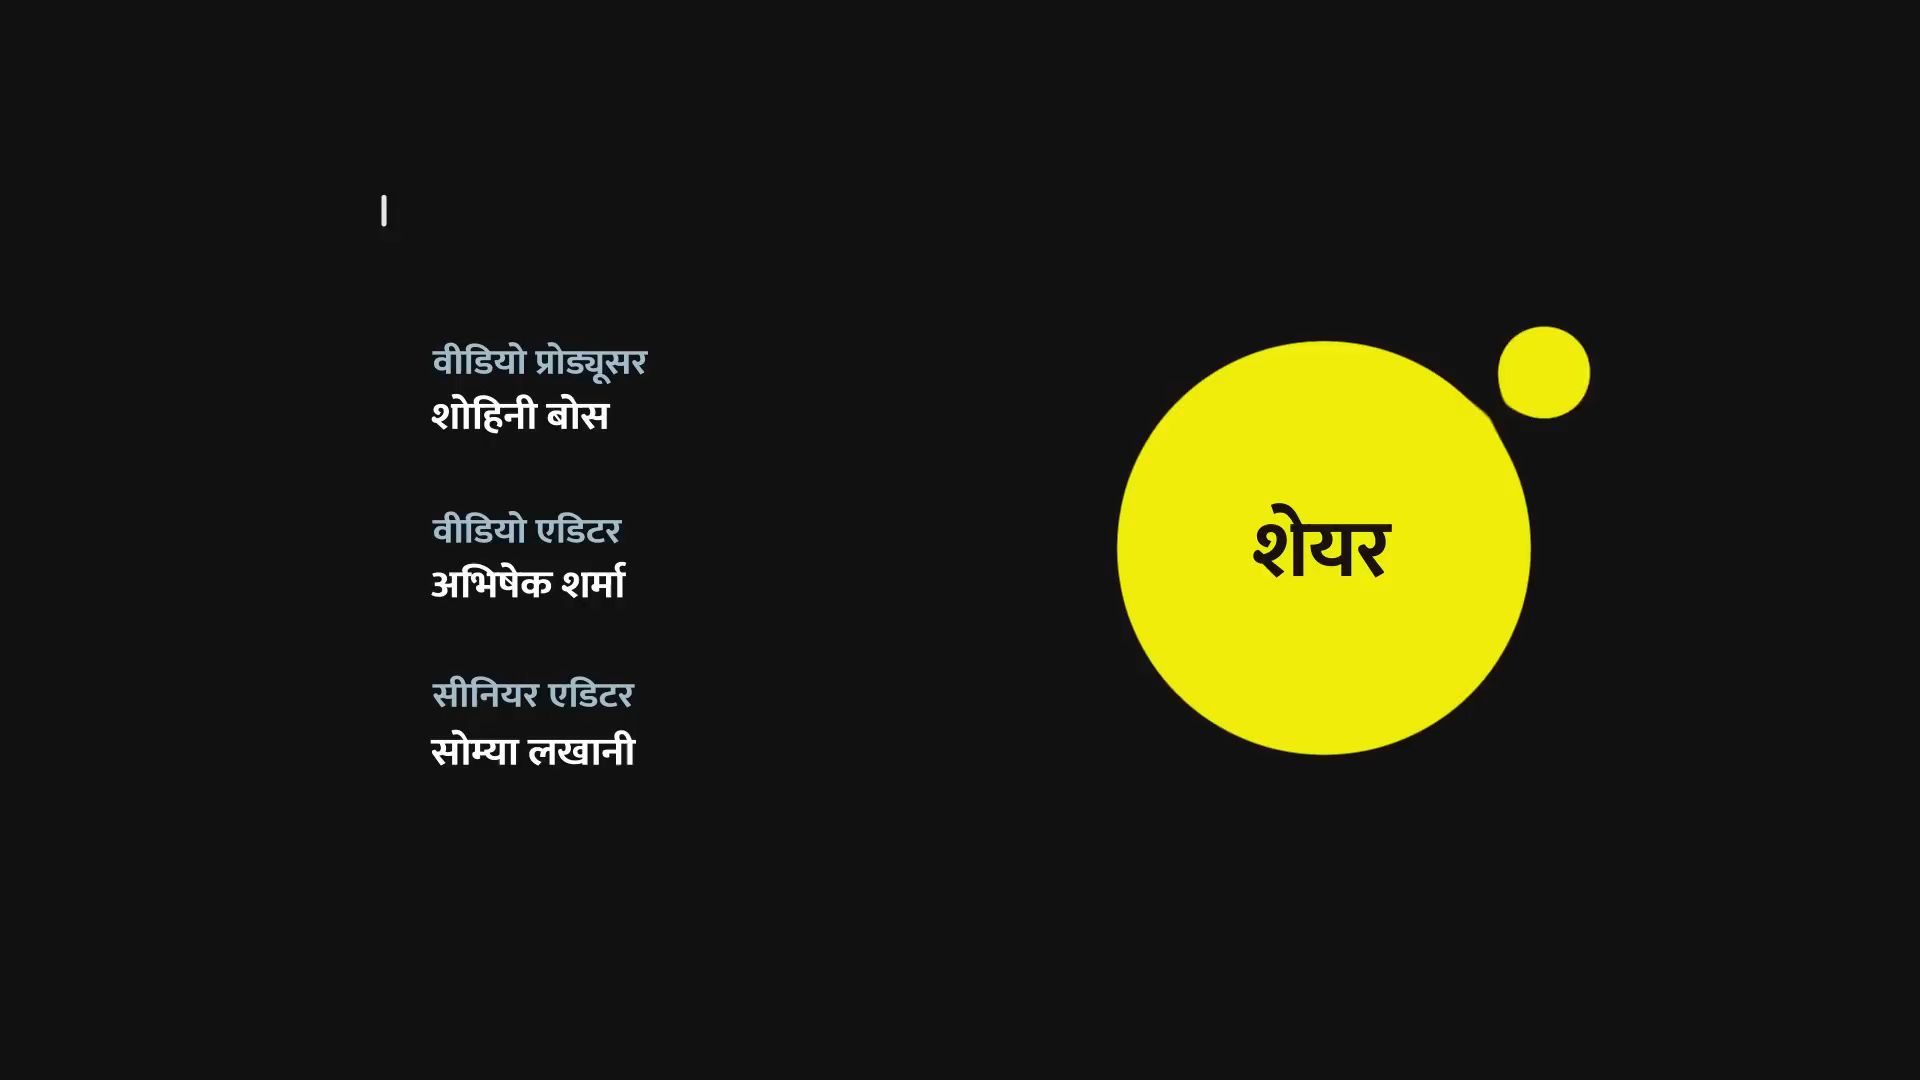 वीडियो प्रोड्यूसर
शोहिनी बोस
वीडियो एडिटर
अभिषेक शर्मा
सीनियर एडिटर
सोम्या लखानी
शेयर